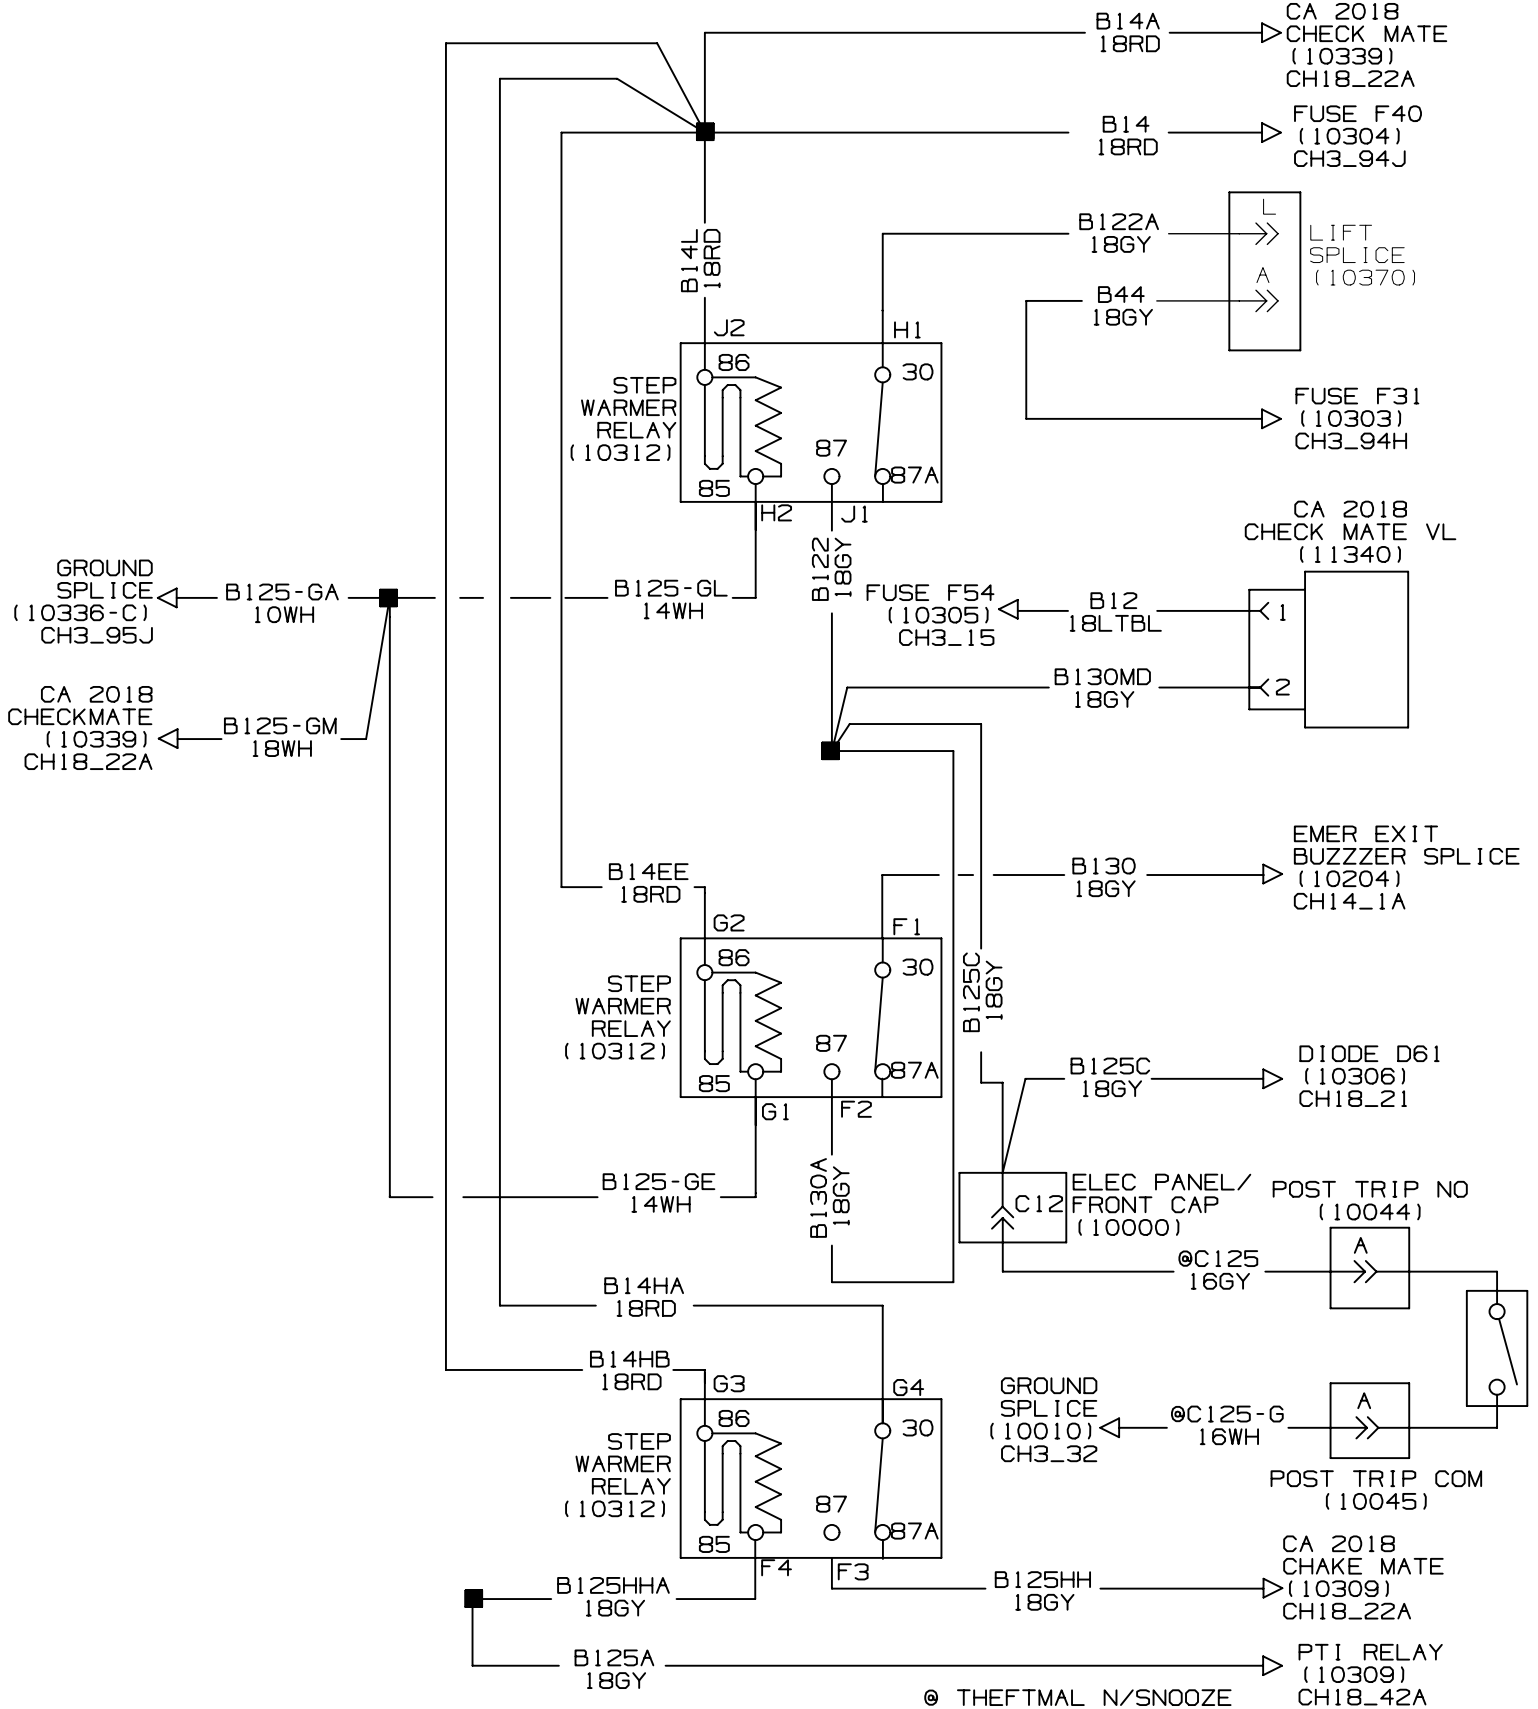 B14A
18RD
CA 2018
CHECK MATE
(10339)
CH18_22A
B14
18RD
FUSE F40
(10304)
CH3_94J
B14L
18RD
B122A
18GY
L
A
LIFT
SPLICE
(10370)
B44
18GY
FUSE F31
(10303)
CH3_94H
J2
H1
86
30
STEP
WARMER
RELAY
(10312)
87
87A
85
H2
J1
CA 2018
CHECK MATE VL
(11340)
1
2
GROUND
SPLICE
(10336-C)
CH3_95J
B125-GA
10WH
B125-GL
14WH
B122
18GY
FUSE F54
(10305)
CH3_15
B12
18LTBL
B130MD
18GY
CA 2018
CHECKMATE
(10339)
CH18_22A
B125-GM
18WH
B14EE
18RD
B130
18GY
EMER EXIT
BUZZZER SPLICE
(10204)
CH14_1A
G2
F1
86
30
STEP
WARMER
RELAY
(10312)
87
87A
85
G1
F2
B125C
18GY
B125C
18GY
DIODE D61
(10306)
CH18_21
B125-GE
14WH
B130A
18GY
C12
ELEC PANEL/
FRONT CAP
(10000)
POST TRIP NO
(10044)
A
@C125
16GY
B14HA
18RD
B14HB
18RD
G3
G4
86
30
STEP
WARMER
RELAY
(10312)
87
87A
85
F4
F3
GROUND
SPLICE
(10010)
CH3_32
@C125-G
16WH
A
POST TRIP COM
(10045)
B125HHA
18GY
B125HH
18GY
CA 2018
CHAKE MATE
(10309)
CH18_22A
B125A
18GY
PTI RELAY
(10309)
CH18_42A
@ THEFTMAL N/SNOOZE